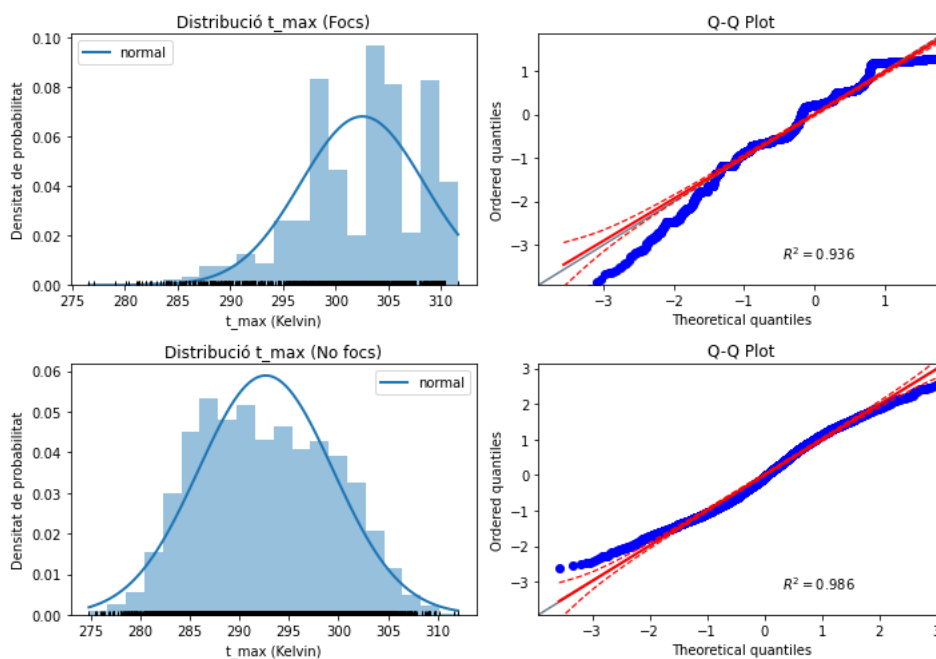 Distribució t_max (Focs)
normal
Densitat de probabilitat
0.10
0.08
0.06
0.04
0.02
0.00
275 280 285 290 295 300 305 310
t_max (Kelvin)
Q-Q Plot
Ordered quantiles
1
0
−1
−2
−3
R² = 0.936
−3 −2 −1 0 1
Theoretical quantiles
Distribució t_max (No focs)
normal
Densitat de probabilitat
0.06
0.05
0.04
0.03
0.02
0.01
0.00
275 280 285 290 295 300 305 310
t_max (Kelvin)
Q-Q Plot
Ordered quantiles
3
2
1
0
−1
−2
−3
R² = 0.986
−3 −2 −1 0 1 2 3
Theoretical quantiles